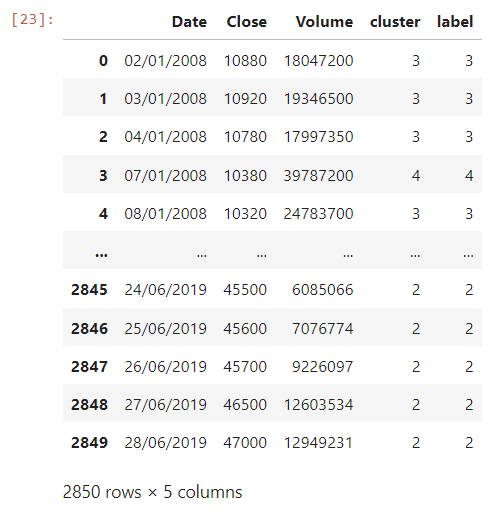 [23]: Date Close Volume cluster label
0 02/01/2008 10880 18047200 3 3
1 03/01/2008 10920 19346500 3 3
2 04/01/2008 10780 17997350 3 3
3 07/01/2008 10380 39787200 4 4
4 08/01/2008 10320 24783700 3 3
... ... ... ... ... ...
2845 24/06/2019 45500 6085066 2 2
2846 25/06/2019 45600 7076774 2 2
2847 26/06/2019 45700 9226097 2 2
2848 27/06/2019 46500 12603534 2 2
2849 28/06/2019 47000 12949231 2 2
2850 rows × 5 columns